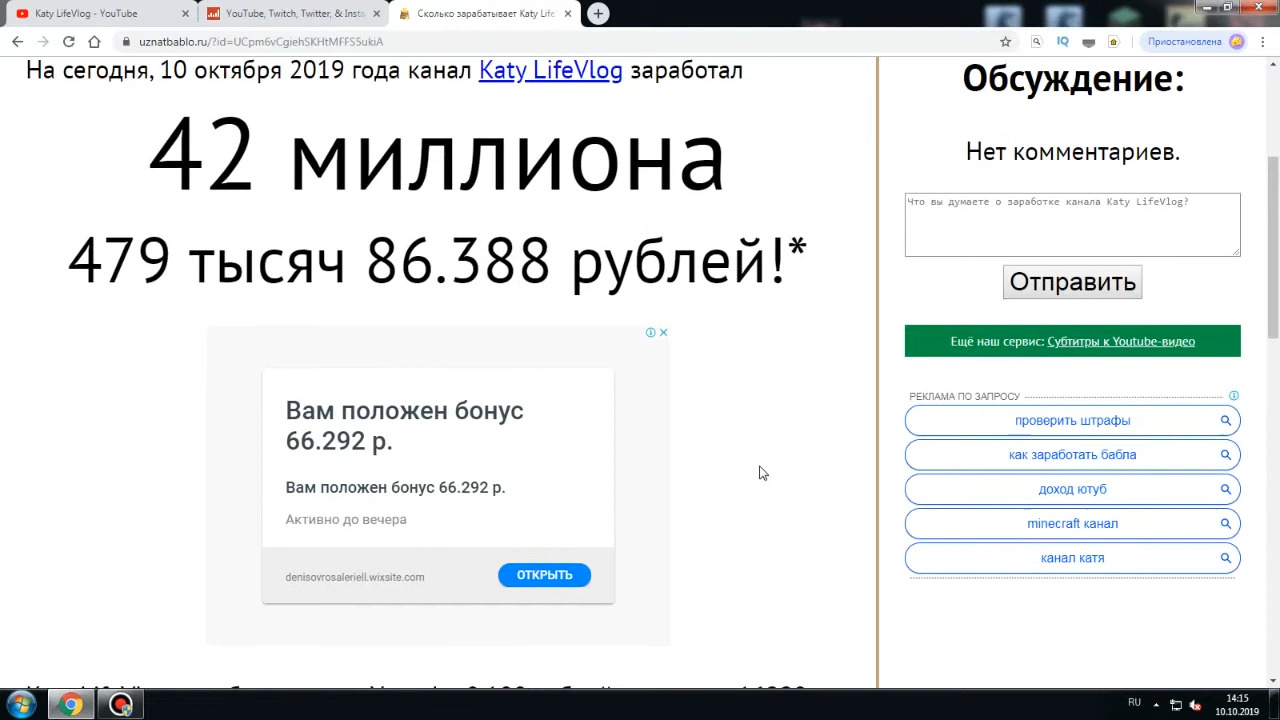 Katy LifeVlog - YouTube
YouTube, Twitch, Twitter, & Insta
Сколько зарабатывает Katy Life
uznatbablo.ru/?id=UCpm6vCgiehSKHtMFFS5ukiA
IQ
Приостановлена
На сегодня, 10 октября 2019 года канал Katy LifeVlog заработал
42 миллиона
479 тысяч 86.388 рублей!*
Вам положен бонус
66.292 р.
Вам положен бонус 66.292 р.
Активно до вечера
denisovrosaleriell.wixsite.com
ОТКРЫТЬ
Обсуждение:
Нет комментариев.
Что вы думаете о заработке канала Katy LifeVlog?
Отправить
Ещё наш сервис: Субтитры к Youtube-видео
РЕКЛАМА ПО ЗАПРОСУ
проверить штрафы
как заработать бабла
доход ютуб
minecraft канал
канал катя
RU
14:15
10.10.2019